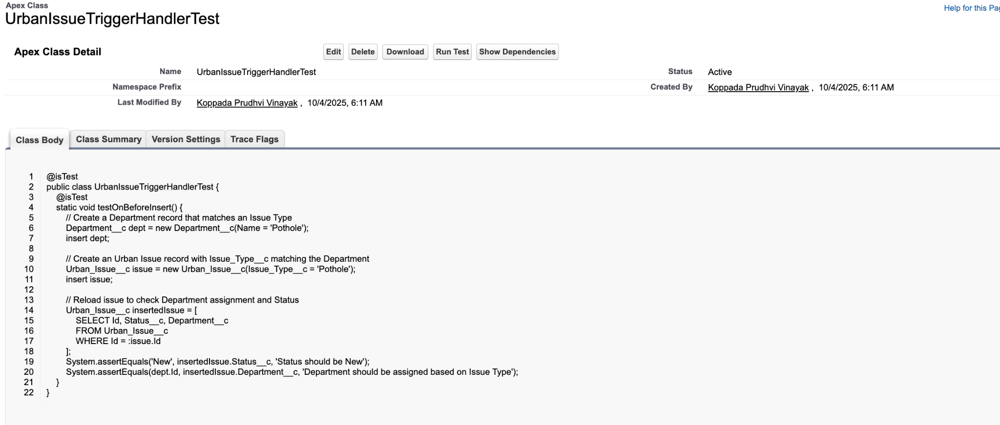 Apex Class
UrbanIssueTriggerHandlerTest
Help for this Pag
Apex Class Detail
Edit Delete Download Run Test Show Dependencies
Name UrbanIssueTriggerHandlerTest Status Active
Namespace Prefix Created By Koppada Prudhvi Vinayak , 10/4/2025, 6:11 AM
Last Modified By Koppada Prudhvi Vinayak , 10/4/2025, 6:11 AM
Class Body Class Summary Version Settings Trace Flags
1 @isTest
2 public class UrbanIssueTriggerHandlerTest {
3 @isTest
4 static void testOnBeforeInsert() {
5 // Create a Department record that matches an Issue Type
6 Department__c dept = new Department__c(Name = 'Pothole');
7 insert dept;
8
9 // Create an Urban Issue record with Issue_Type__c matching the Department
10 Urban_Issue__c issue = new Urban_Issue__c(Issue_Type__c = 'Pothole');
11 insert issue;
12
13 // Reload issue to check Department assignment and Status
14 Urban_Issue__c insertedIssue = [
15 SELECT Id, Status__c, Department__c
16 FROM Urban_Issue__c
17 WHERE Id = :issue.Id
18 ];
19 System.assertEquals('New', insertedIssue.Status__c, 'Status should be New');
20 System.assertEquals(dept.Id, insertedIssue.Department__c, 'Department should be assigned based on Issue Type');
21 }
22 }